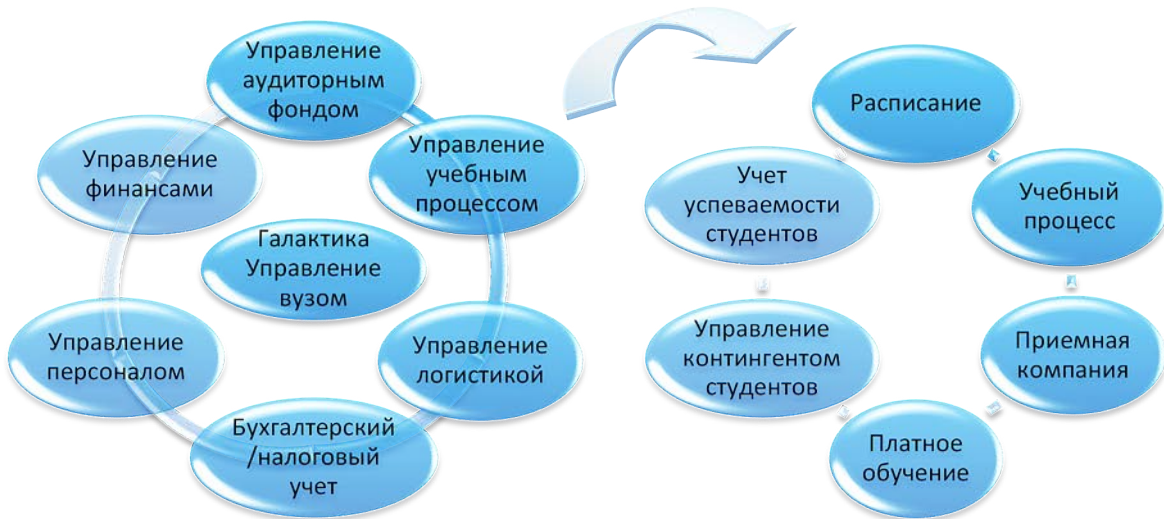 Управление
аудиторным
фондом
Управление
финансами
Управление
учебным
процессом
Галактика
Управление
вузом
Управление
персоналом
Управление
логистикой
Бухгалтерский
/налоговый
учет
Расписание
Учет
успеваемости
студентов
Учебный
процесс
Управление
контингентом
студентов
Приемная
компания
Платное
обучение